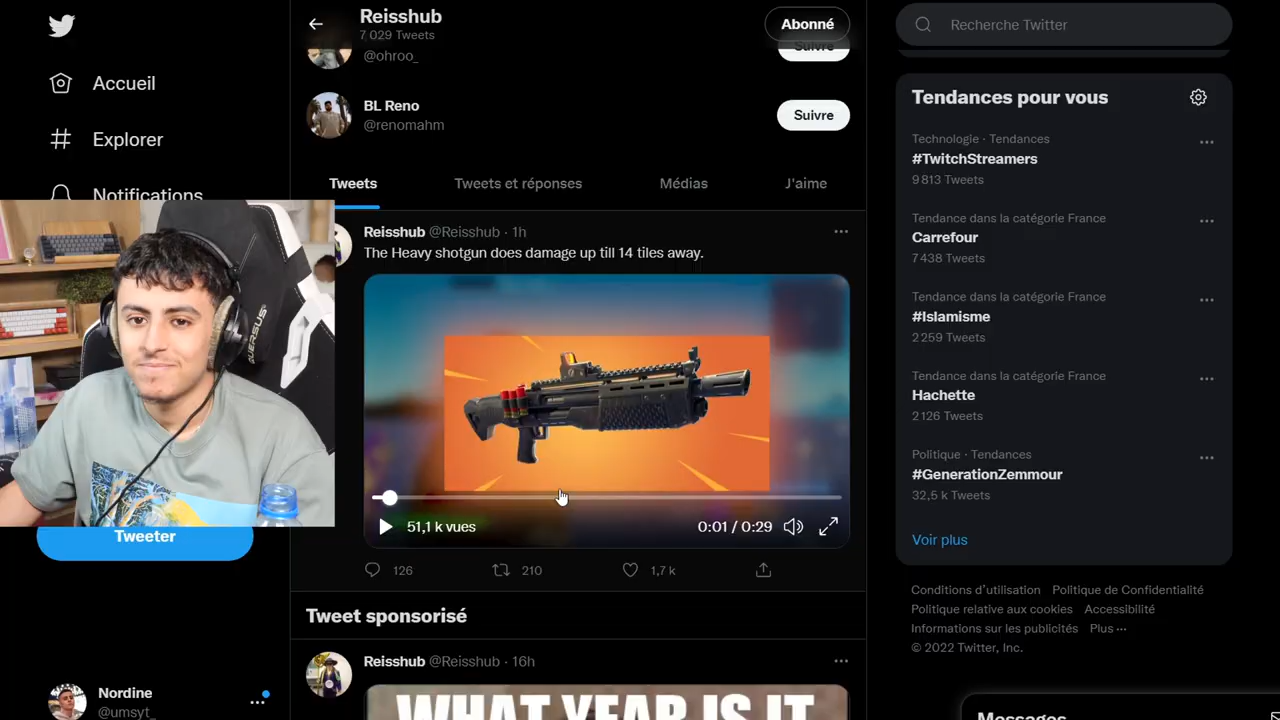 Accueil
Explorer
Notifications
Tweeter
Nordine
@umsyt_
Reisshub
7 029 Tweets
Abonné
@ohroo_
Suivre
BL Reno
@renomahm
Suivre
Tweets
Tweets et réponses
Médias
J'aime
Reisshub @Reisshub · 1h
The Heavy shotgun does damage up till 14 tiles away.
51,1 k vues
0:01 / 0:29
126
210
1,7 k
Tweet sponsorisé
Reisshub @Reisshub · 16h
WHAT YEAR IS IT
Recherche Twitter
Tendances pour vous
Technologie · Tendances
#TwitchStreamers
9 813 Tweets
Tendance dans la catégorie France
Carrefour
7 438 Tweets
Tendance dans la catégorie France
#Islamisme
2 259 Tweets
Tendance dans la catégorie France
Hachette
2 126 Tweets
Politique · Tendances
#GenerationZemmour
32,5 k Tweets
Voir plus
Conditions d'utilisation Politique de Confidentialité
Politique relative aux cookies Accessibilité
Informations sur les publicités Plus ···
© 2022 Twitter, Inc.
Messages